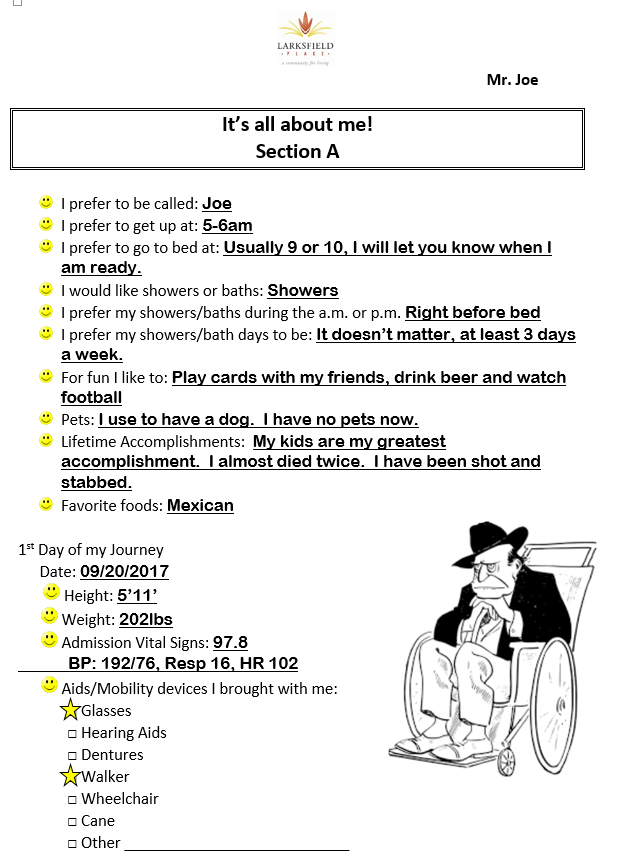 LARKSFIELD
PLACE
a community for living
Mr. Joe
It’s all about me!
Section A
I prefer to be called: Joe
I prefer to get up at: 5-6am
I prefer to go to bed at: Usually 9 or 10, I will let you know when I
am ready.
I would like showers or baths: Showers
I prefer my showers/baths during the a.m. or p.m. Right before bed
I prefer my showers/bath days to be: It doesn’t matter, at least 3 days
a week.
For fun I like to: Play cards with my friends, drink beer and watch
football
Pets: I use to have a dog.  I have no pets now.
Lifetime Accomplishments:  My kids are my greatest
accomplishment.  I almost died twice.  I have been shot and
stabbed.
Favorite foods: Mexican
1st Day of my Journey
Date: 09/20/2017
Height: 5’11’
Weight: 202lbs
Admission Vital Signs: 97.8
BP: 192/76, Resp 16, HR 102
Aids/Mobility devices I brought with me:
Glasses
□ Hearing Aids
□ Dentures
Walker
□ Wheelchair
□ Cane
□ Other ___________________________